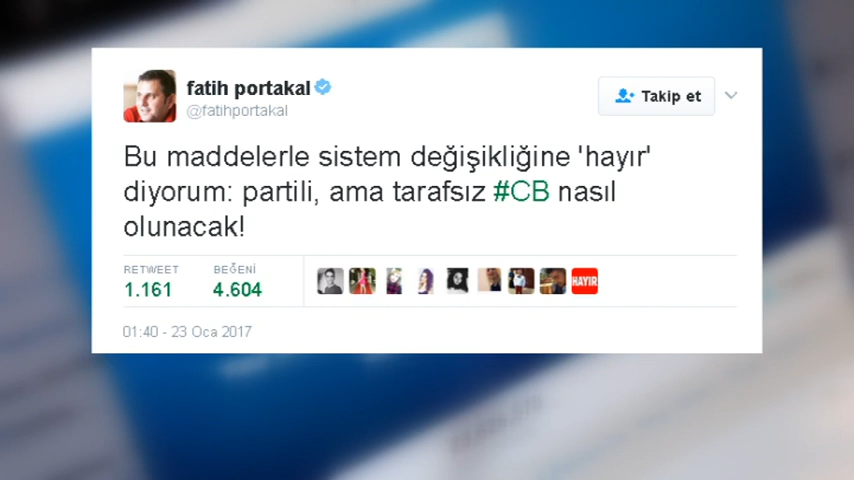 fatih portakal
@fatihportakal
Takip et
Bu maddelerle sistem değişikliğine 'hayır'
diyorum: partili, ama tarafsız #CB nasıl
olunacak!
RETWEET BEĞENİ
1.161 4.604
HAYIR
01:40 - 23 Oca 2017